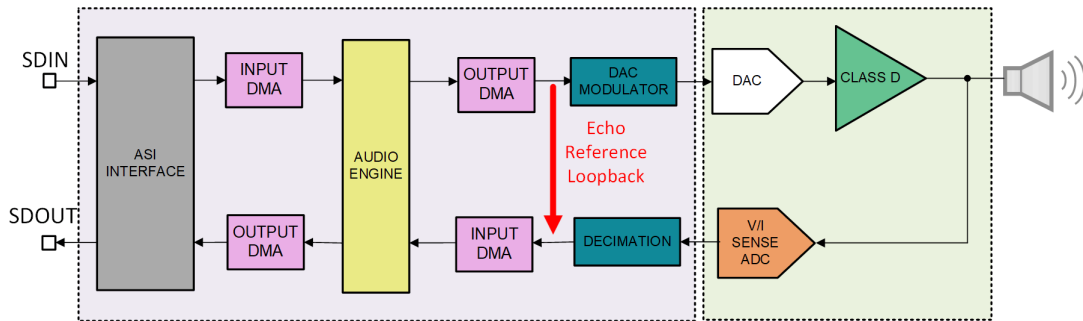 SDIN
ASI
INTERFACE
INPUT
DMA
AUDIO
ENGINE
OUTPUT
DMA
DAC
MODULATOR
DAC
CLASS D
Echo
Reference
Loopback
SDOUT
OUTPUT
DMA
INPUT
DMA
DECIMATION
V/I
SENSE
ADC